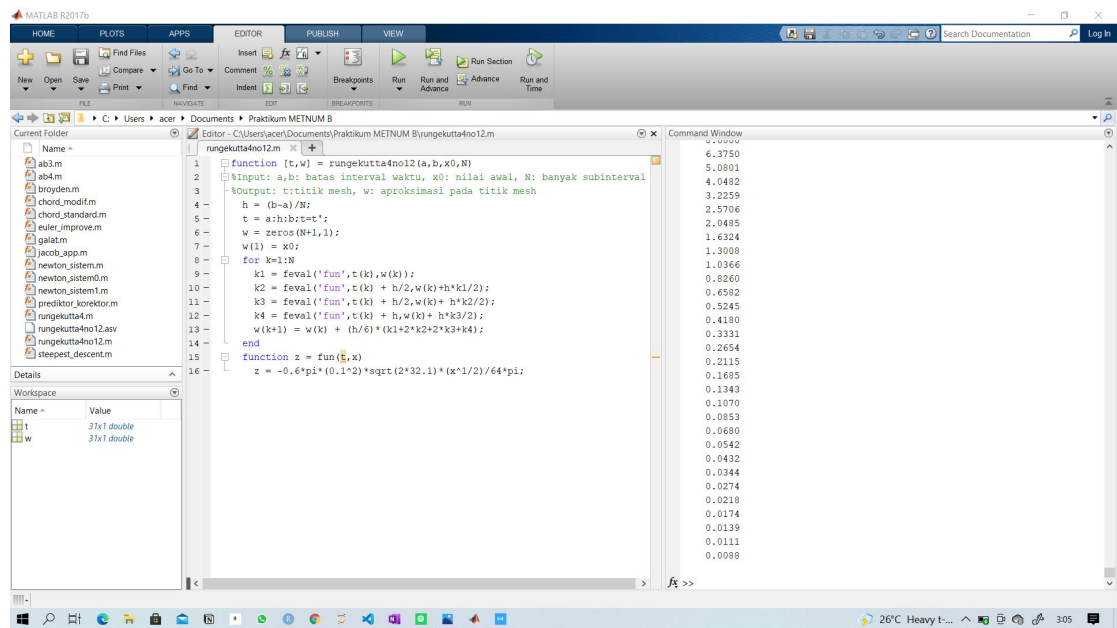 MATLAB R2017b
HOME PLOTS APPS EDITOR PUBLISH VIEW Search Documentation Log In
Find Files Insert fx Run Section
Compare Go To Comment Advance
New Open Save Print Find Indent Breakpoints Run Run and Advance Run and Time
FILE NAVIGATE EDIT BREAKPOINTS RUN
C: Users acer Documents Praktikum METNUM B
Current Folder
Name
ab3.m
ab4.m
broyden.m
chord_modif.m
chord_standard.m
euler_improve.m
galat.m
jacob_app.m
newton_sistem.m
newton_sistem0.m
newton_sistem1.m
prediktor_korektor.m
rungekutta4.m
rungekutta4no12.asv
rungekutta4no12.m
steepest_descent.m
Details
Workspace
Name Value
t 31x1 double
w 31x1 double
Editor - C:\Users\acer\Documents\Praktikum METNUM B\rungekutta4no12.m
rungekutta4no12.m
1 function [t,w] = rungekutta4no12(a,b,x0,N)
2 %Input: a,b: batas interval waktu, x0: nilai awal, N: banyak subinterval
3 %Output: t:titik mesh, w: aproksimasi pada titik mesh
4 h = (b-a)/N;
5 t = a:h:b;t=t';
6 w = zeros(N+1,1);
7 w(1) = x0;
8 for k=1:N
9 k1 = feval('fun',t(k),w(k));
10 k2 = feval('fun',t(k) + h/2,w(k)+h*k1/2);
11 k3 = feval('fun',t(k) + h/2,w(k)+ h*k2/2);
12 k4 = feval('fun',t(k) + h,w(k)+ h*k3/2);
13 w(k+1) = w(k) + (h/6)*(k1+2*k2+2*k3+k4);
14 end
15 function z = fun(t,x)
16 z = -0.6*pi*(0.1^2)*sqrt(2*32.1)*(x^1/2)/64*pi;
Command Window
6.3750
5.0801
4.0482
3.2259
2.5706
2.0485
1.6324
1.3008
1.0366
0.8260
0.6582
0.5245
0.4180
0.3331
0.2654
0.2115
0.1685
0.1343
0.1070
0.0853
0.0680
0.0542
0.0432
0.0344
0.0274
0.0218
0.0174
0.0139
0.0111
0.0088
fx >>
26°C Heavy t-... 3:05